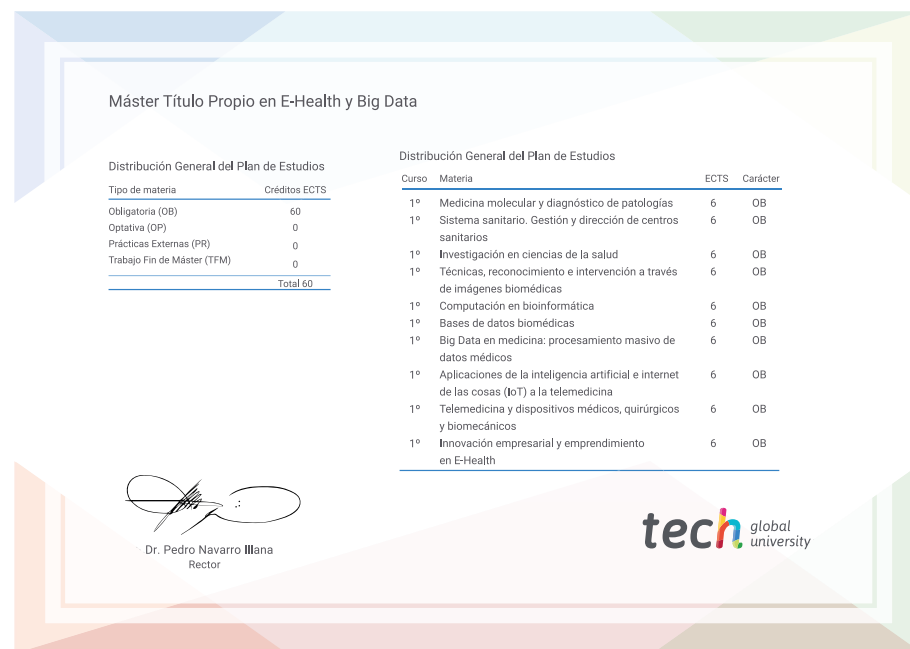 Máster Título Propio en E-Health y Big Data
Distribución General del Plan de Estudios
Tipo de materia Créditos ECTS
Obligatoria (OB) 60
Optativa (OP) 0
Prácticas Externas (PR) 0
Trabajo Fin de Máster (TFM) 0
Total 60
Distribución General del Plan de Estudios
Curso Materia ECTS Carácter
1º Medicina molecular y diagnóstico de patologías 6 OB
1º Sistema sanitario. Gestión y dirección de centros 6 OB
sanitarios
1º Investigación en ciencias de la salud 6 OB
1º Técnicas, reconocimiento e intervención a través 6 OB
de imágenes biomédicas
1º Computación en bioinformática 6 OB
1º Bases de datos biomédicas 6 OB
1º Big Data en medicina: procesamiento masivo de 6 OB
datos médicos
1º Aplicaciones de la inteligencia artificial e internet 6 OB
de las cosas (IoT) a la telemedicina
1º Telemedicina y dispositivos médicos, quirúrgicos 6 OB
y biomecánicos
1º Innovación empresarial y emprendimiento 6 OB
en E-Health
Dr. Pedro Navarro Illana
Rector
tech global
university